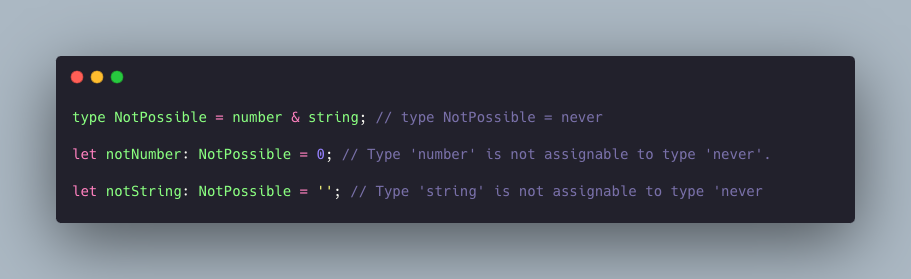 type NotPossible = number & string; // type NotPossible = never
let notNumber: NotPossible = 0; // Type 'number' is not assignable to type 'never'.
let notString: NotPossible = ''; // Type 'string' is not assignable to type 'never